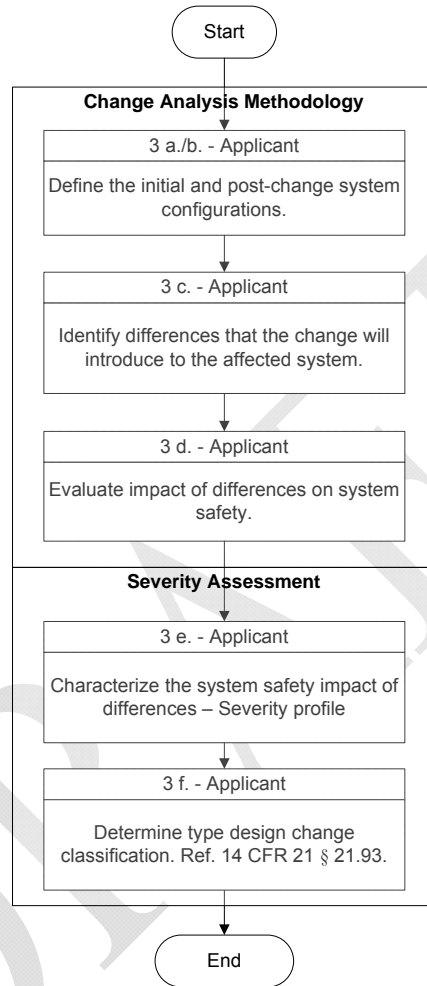 Start
Change Analysis Methodology
3 a./b. - Applicant
Define the initial and post-change system
configurations.
3 c. - Applicant
Identify differences that the change will
introduce to the affected system.
3 d. - Applicant
Evaluate impact of differences on system
safety.
Severity Assessment
3 e. - Applicant
Characterize the system safety impact of
differences – Severity profile
3 f. - Applicant
Determine type design change
classification. Ref. 14 CFR 21 § 21.93.
End